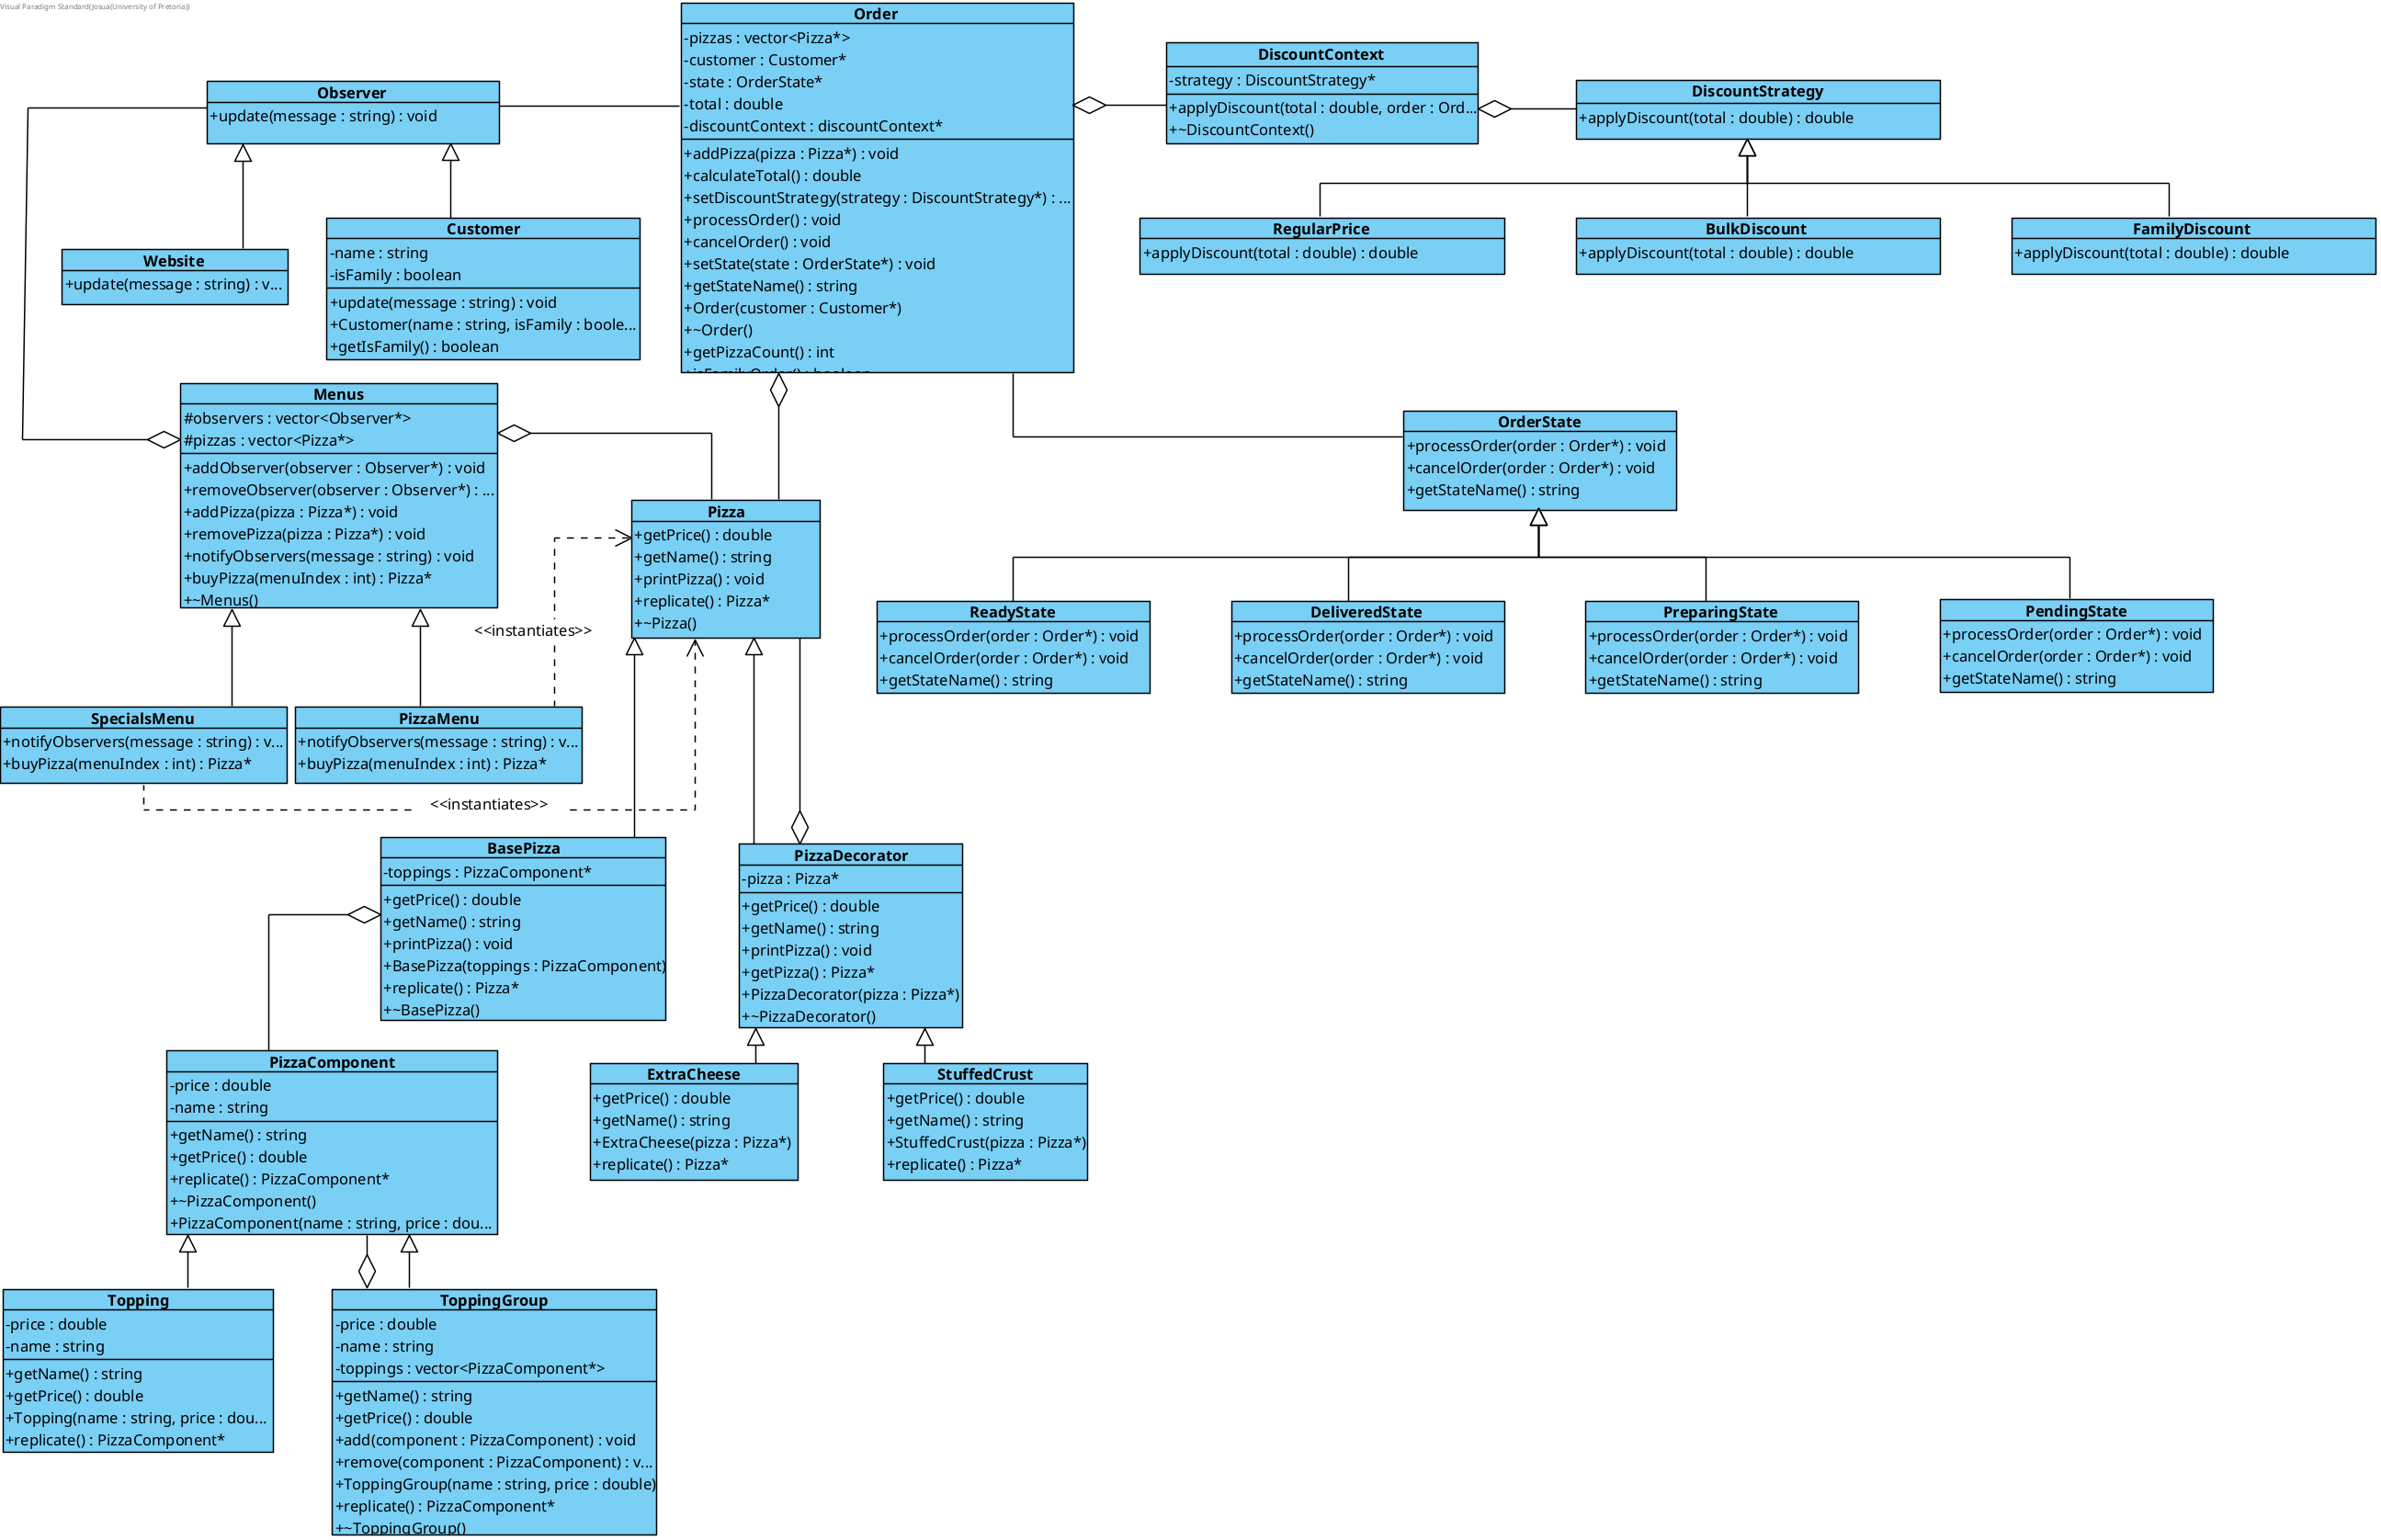 Visual Paradigm Standard(Josua(University of Pretoria))
Order
-pizzas : vector<Pizza*>
-customer : Customer*
-state : OrderState*
-total : double
-discountContext : discountContext*
+addPizza(pizza : Pizza*) : void
+calculateTotal() : double
+setDiscountStrategy(strategy : DiscountStrategy*) : ...
+processOrder() : void
+cancelOrder() : void
+setState(state : OrderState*) : void
+getStateName() : string
+Order(customer : Customer*)
+~Order()
+getPizzaCount() : int
+isFamilyOrder() : boolean
DiscountContext
-strategy : DiscountStrategy*
+applyDiscount(total : double, order : Ord...
+~DiscountContext()
DiscountStrategy
+applyDiscount(total : double) : double
Observer
+update(message : string) : void
RegularPrice
+applyDiscount(total : double) : double
BulkDiscount
+applyDiscount(total : double) : double
FamilyDiscount
+applyDiscount(total : double) : double
Website
+update(message : string) : v...
Customer
-name : string
-isFamily : boolean
+update(message : string) : void
+Customer(name : string, isFamily : boole...
+getIsFamily() : boolean
Menus
#observers : vector<Observer*>
#pizzas : vector<Pizza*>
+addObserver(observer : Observer*) : void
+removeObserver(observer : Observer*) : ...
+addPizza(pizza : Pizza*) : void
+removePizza(pizza : Pizza*) : void
+notifyObservers(message : string) : void
+buyPizza(menuIndex : int) : Pizza*
+~Menus()
OrderState
+processOrder(order : Order*) : void
+cancelOrder(order : Order*) : void
+getStateName() : string
Pizza
+getPrice() : double
+getName() : string
+printPizza() : void
+replicate() : Pizza*
+~Pizza()
<<instantiates>>
ReadyState
+processOrder(order : Order*) : void
+cancelOrder(order : Order*) : void
+getStateName() : string
DeliveredState
+processOrder(order : Order*) : void
+cancelOrder(order : Order*) : void
+getStateName() : string
PreparingState
+processOrder(order : Order*) : void
+cancelOrder(order : Order*) : void
+getStateName() : string
PendingState
+processOrder(order : Order*) : void
+cancelOrder(order : Order*) : void
+getStateName() : string
SpecialsMenu
+notifyObservers(message : string) : v...
+buyPizza(menuIndex : int) : Pizza*
PizzaMenu
+notifyObservers(message : string) : v...
+buyPizza(menuIndex : int) : Pizza*
<<instantiates>>
BasePizza
-toppings : PizzaComponent*
+getPrice() : double
+getName() : string
+printPizza() : void
+BasePizza(toppings : PizzaComponent)
+replicate() : Pizza*
+~BasePizza()
PizzaDecorator
-pizza : Pizza*
+getPrice() : double
+getName() : string
+printPizza() : void
+getPizza() : Pizza*
+PizzaDecorator(pizza : Pizza*)
+~PizzaDecorator()
PizzaComponent
-price : double
-name : string
+getName() : string
+getPrice() : double
+replicate() : PizzaComponent*
+~PizzaComponent()
+PizzaComponent(name : string, price : dou...
ExtraCheese
+getPrice() : double
+getName() : string
+ExtraCheese(pizza : Pizza*)
+replicate() : Pizza*
StuffedCrust
+getPrice() : double
+getName() : string
+StuffedCrust(pizza : Pizza*)
+replicate() : Pizza*
Topping
-price : double
-name : string
+getName() : string
+getPrice() : double
+Topping(name : string, price : dou...
+replicate() : PizzaComponent*
ToppingGroup
-price : double
-name : string
-toppings : vector<PizzaComponent*>
+getName() : string
+getPrice() : double
+add(component : PizzaComponent) : void
+remove(component : PizzaComponent) : v...
+ToppingGroup(name : string, price : double)
+replicate() : PizzaComponent*
+~ToppingGroup()